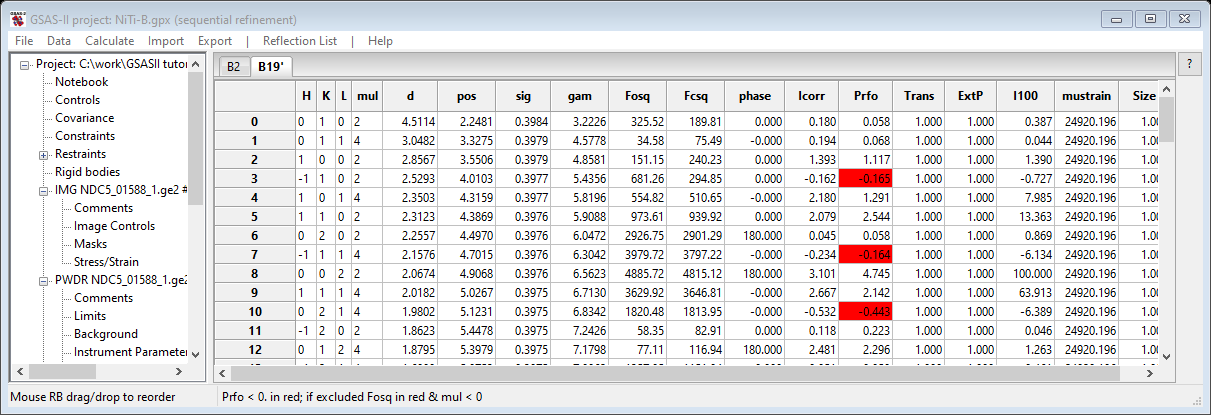 GSAS-II project: NiTi-B.gpx (sequential refinement)
File Data Calculate Import Export | Reflection List | Help
Project: C:\work\GSASII tutor
Notebook
Controls
Covariance
Constraints
Restraints
Rigid bodies
IMG NDC5_01588_1.ge2 #
Comments
Image Controls
Masks
Stress/Strain
PWDR NDC5_01588_1.ge2
Comments
Limits
Background
Instrument Parameter
B2 B19' ?
H K L mul d pos sig gam Fosq Fcsq phase Icorr Prfo Trans ExtP I100 mustrain Size
0 0 1 0 2 4.5114 2.2481 0.3984 3.2226 325.52 189.81 0.000 0.180 0.058 1.000 1.000 0.387 24920.196 1.00
1 0 1 1 4 3.0482 3.3275 0.3979 4.5778 34.58 75.49 -0.000 0.194 0.068 1.000 1.000 0.044 24920.196 1.00
2 1 0 0 2 2.8567 3.5506 0.3979 4.8581 151.15 240.23 0.000 1.393 1.117 1.000 1.000 1.390 24920.196 1.00
3 -1 1 0 2 2.5293 4.0103 0.3977 5.4356 681.26 294.85 0.000 -0.162 -0.165 1.000 1.000 -0.727 24920.196 1.00
4 1 0 1 4 2.3503 4.3159 0.3977 5.8196 554.82 510.65 -0.000 2.180 1.291 1.000 1.000 7.985 24920.196 1.00
5 1 1 0 2 2.3123 4.3869 0.3976 5.9088 973.61 939.92 0.000 2.079 2.544 1.000 1.000 13.363 24920.196 1.00
6 0 2 0 2 2.2557 4.4970 0.3976 6.0472 2926.75 2901.29 180.000 0.045 0.058 1.000 1.000 0.869 24920.196 1.00
7 -1 1 1 4 2.1576 4.7015 0.3976 6.3042 3979.72 3797.22 -0.000 -0.234 -0.164 1.000 1.000 -6.134 24920.196 1.00
8 0 0 2 2 2.0674 4.9068 0.3976 6.5623 4885.72 4815.12 180.000 3.101 4.745 1.000 1.000 100.000 24920.196 1.00
9 1 1 1 4 2.0182 5.0267 0.3975 6.7130 3629.92 3646.81 -0.000 2.667 2.142 1.000 1.000 63.913 24920.196 1.00
10 0 2 1 4 1.9802 5.1231 0.3975 6.8342 1820.48 1813.95 -0.000 -0.532 -0.443 1.000 1.000 -6.389 24920.196 1.00
11 -1 2 0 2 1.8623 5.4478 0.3975 7.2426 58.35 82.91 0.000 0.118 0.223 1.000 1.000 0.046 24920.196 1.00
12 0 1 2 4 1.8795 5.3979 0.3975 7.1798 77.11 116.94 180.000 2.481 2.296 1.000 1.000 1.263 24920.196 1.00
Mouse RB drag/drop to reorder Prfo < 0. in red; if excluded Fosq in red & mul < 0